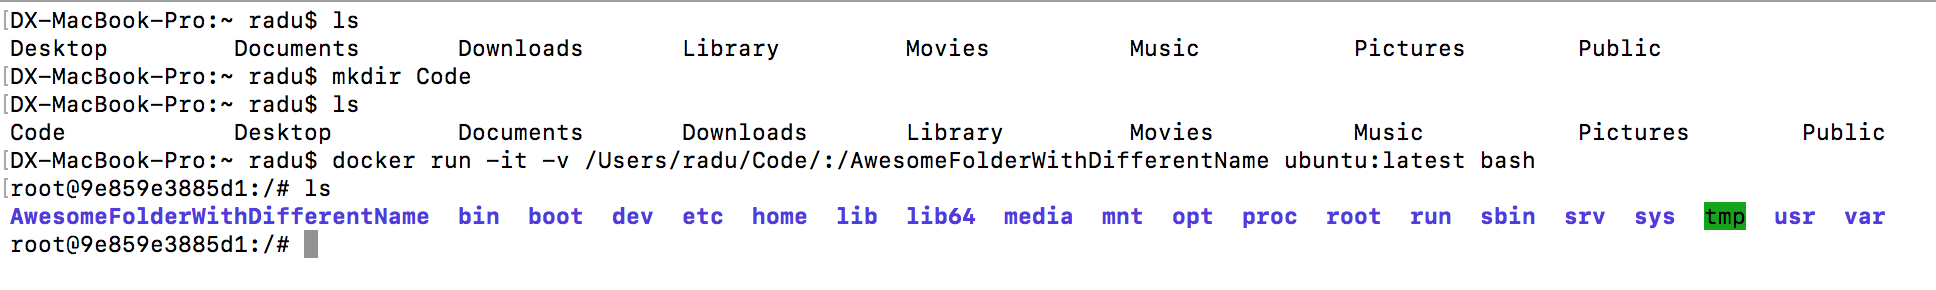 [DX-MacBook-Pro:~ radu$ ls
Desktop Documents Downloads Library Movies Music Pictures Public
[DX-MacBook-Pro:~ radu$ mkdir Code
[DX-MacBook-Pro:~ radu$ ls
Code Desktop Documents Downloads Library Movies Music Pictures Public
[DX-MacBook-Pro:~ radu$ docker run -it -v /Users/radu/Code/:/AwesomeFolderWithDifferentName ubuntu:latest bash
[root@9e859e3885d1:/# ls
AwesomeFolderWithDifferentName bin boot dev etc home lib lib64 media mnt opt proc root run sbin srv sys tmp usr var
root@9e859e3885d1:/#